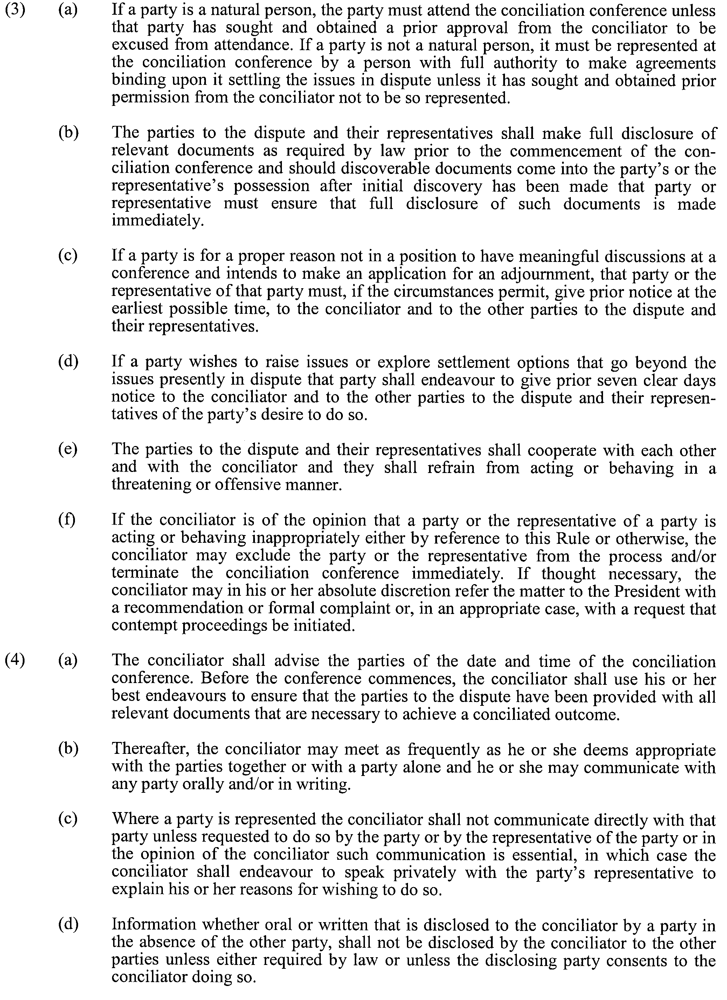 (3) (a) If a party is a natural person, the party must attend the conciliation conference unless
that party has sought and obtained a prior approval from the conciliator to be
excused from attendance. If a party is not a natural person, it must be represented at
the conciliation conference by a person with full authority to make agreements
binding upon it settling the issues in dispute unless it has sought and obtained prior
permission from the conciliator not to be so represented.
(b) The parties to the dispute and their representatives shall make full disclosure of
relevant documents as required by law prior to the commencement of the con-
ciliation conference and should discoverable documents come into the party's or the
representative's possession after initial discovery has been made that party or
representative must ensure that full disclosure of such documents is made
immediately.
(c) If a party is for a proper reason not in a position to have meaningful discussions at a
conference and intends to make an application for an adjournment, that party or the
representative of that party must, if the circumstances permit, give prior notice at the
earliest possible time, to the conciliator and to the other parties to the dispute and
their representatives.
(d) If a party wishes to raise issues or explore settlement options that go beyond the
issues presently in dispute that party shall endeavour to give prior seven clear days
notice to the conciliator and to the other parties to the dispute and their represen-
tatives of the party's desire to do so.
(e) The parties to the dispute and their representatives shall cooperate with each other
and with the conciliator and they shall refrain from acting or behaving in a
threatening or offensive manner.
(f) If the conciliator is of the opinion that a party or the representative of a party is
acting or behaving inappropriately either by reference to this Rule or otherwise, the
conciliator may exclude the party or the representative from the process and/or
terminate the conciliation conference immediately. If thought necessary, the
conciliator may in his or her absolute discretion refer the matter to the President with
a recommendation or formal complaint or, in an appropriate case, with a request that
contempt proceedings be initiated.
(4) (a) The conciliator shall advise the parties of the date and time of the conciliation
conference. Before the conference commences, the conciliator shall use his or her
best endeavours to ensure that the parties to the dispute have been provided with all
relevant documents that are necessary to achieve a conciliated outcome.
(b) Thereafter, the conciliator may meet as frequently as he or she deems appropriate
with the parties together or with a party alone and he or she may communicate with
any party orally and/or in writing.
(c) Where a party is represented the conciliator shall not communicate directly with that
party unless requested to do so by the party or by the representative of the party or in
the opinion of the conciliator such communication is essential, in which case the
conciliator shall endeavour to speak privately with the party's representative to
explain his or her reasons for wishing to do so.
(d) Information whether oral or written that is disclosed to the conciliator by a party in
the absence of the other party, shall not be disclosed by the conciliator to the other
parties unless either required by law or unless the disclosing party consents to the
conciliator doing so.